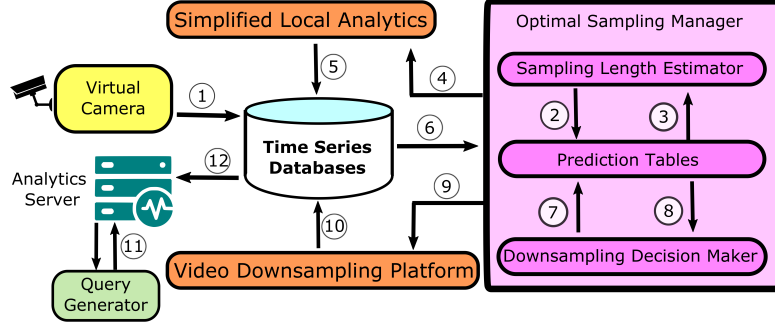 Simplified Local Analytics
Optimal Sampling Manager
5
4
Sampling Length Estimator
Virtual
Camera
1
2
3
6
Time Series
Databases
Prediction Tables
12
Analytics
Server
9
7
8
10
11
Video Downsampling Platform
Downsampling Decision Maker
Query
Generator